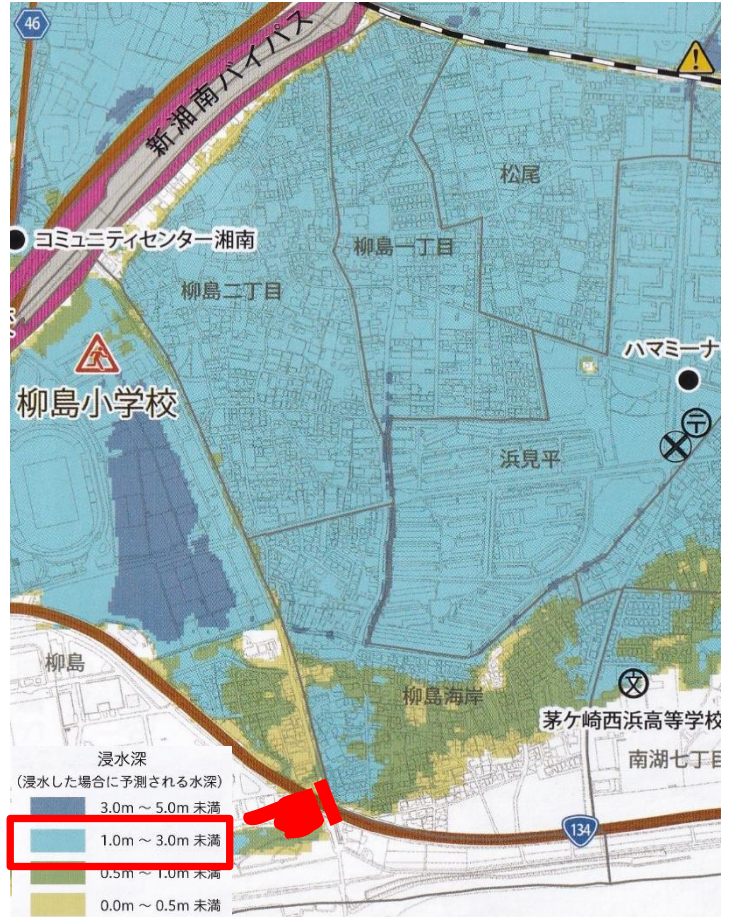 46
新湘南バイパス
松尾
コミュニティセンター湘南
柳島一丁目
柳島二丁目
ハマミーナ
柳島小学校
〒
浜見平
柳島
柳島海岸
文
茅ケ崎西浜高等学校
南湖七丁目
浸水深
(浸水した場合に予測される水深)
3.0m ~ 5.0m 未満
1.0m ~ 3.0m 未満
0.5m ~ 1.0m 未満
0.0m ~ 0.5m 未満
134